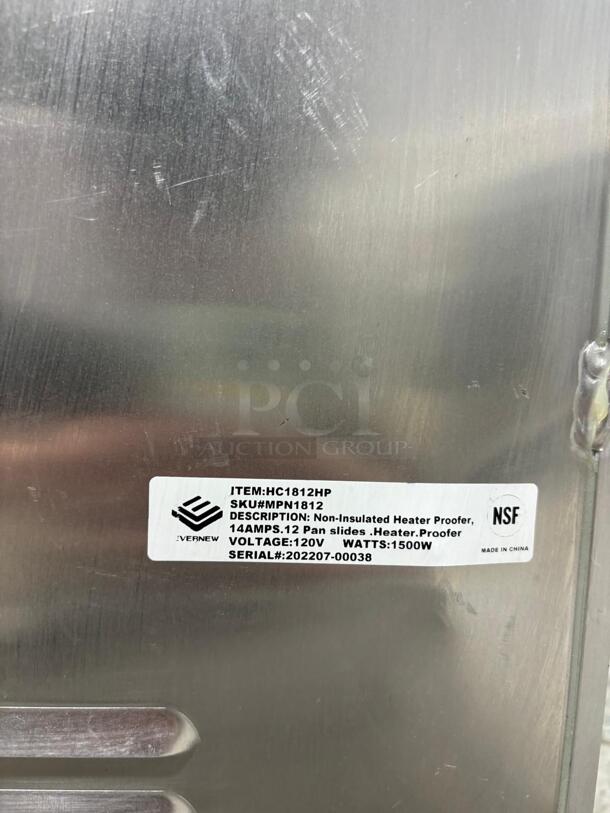 PCI
AUCTION GROUP
ITEM:HC1812HP
SKU#MPN1812
DESCRIPTION: Non-Insulated Heater Proofer,
14AMPS.12 Pan slides .Heater.Proofer
VOLTAGE:120V WATTS:1500W
SERIAL#:202207-00038
EVERNEW
NSF
MADE IN CHINA